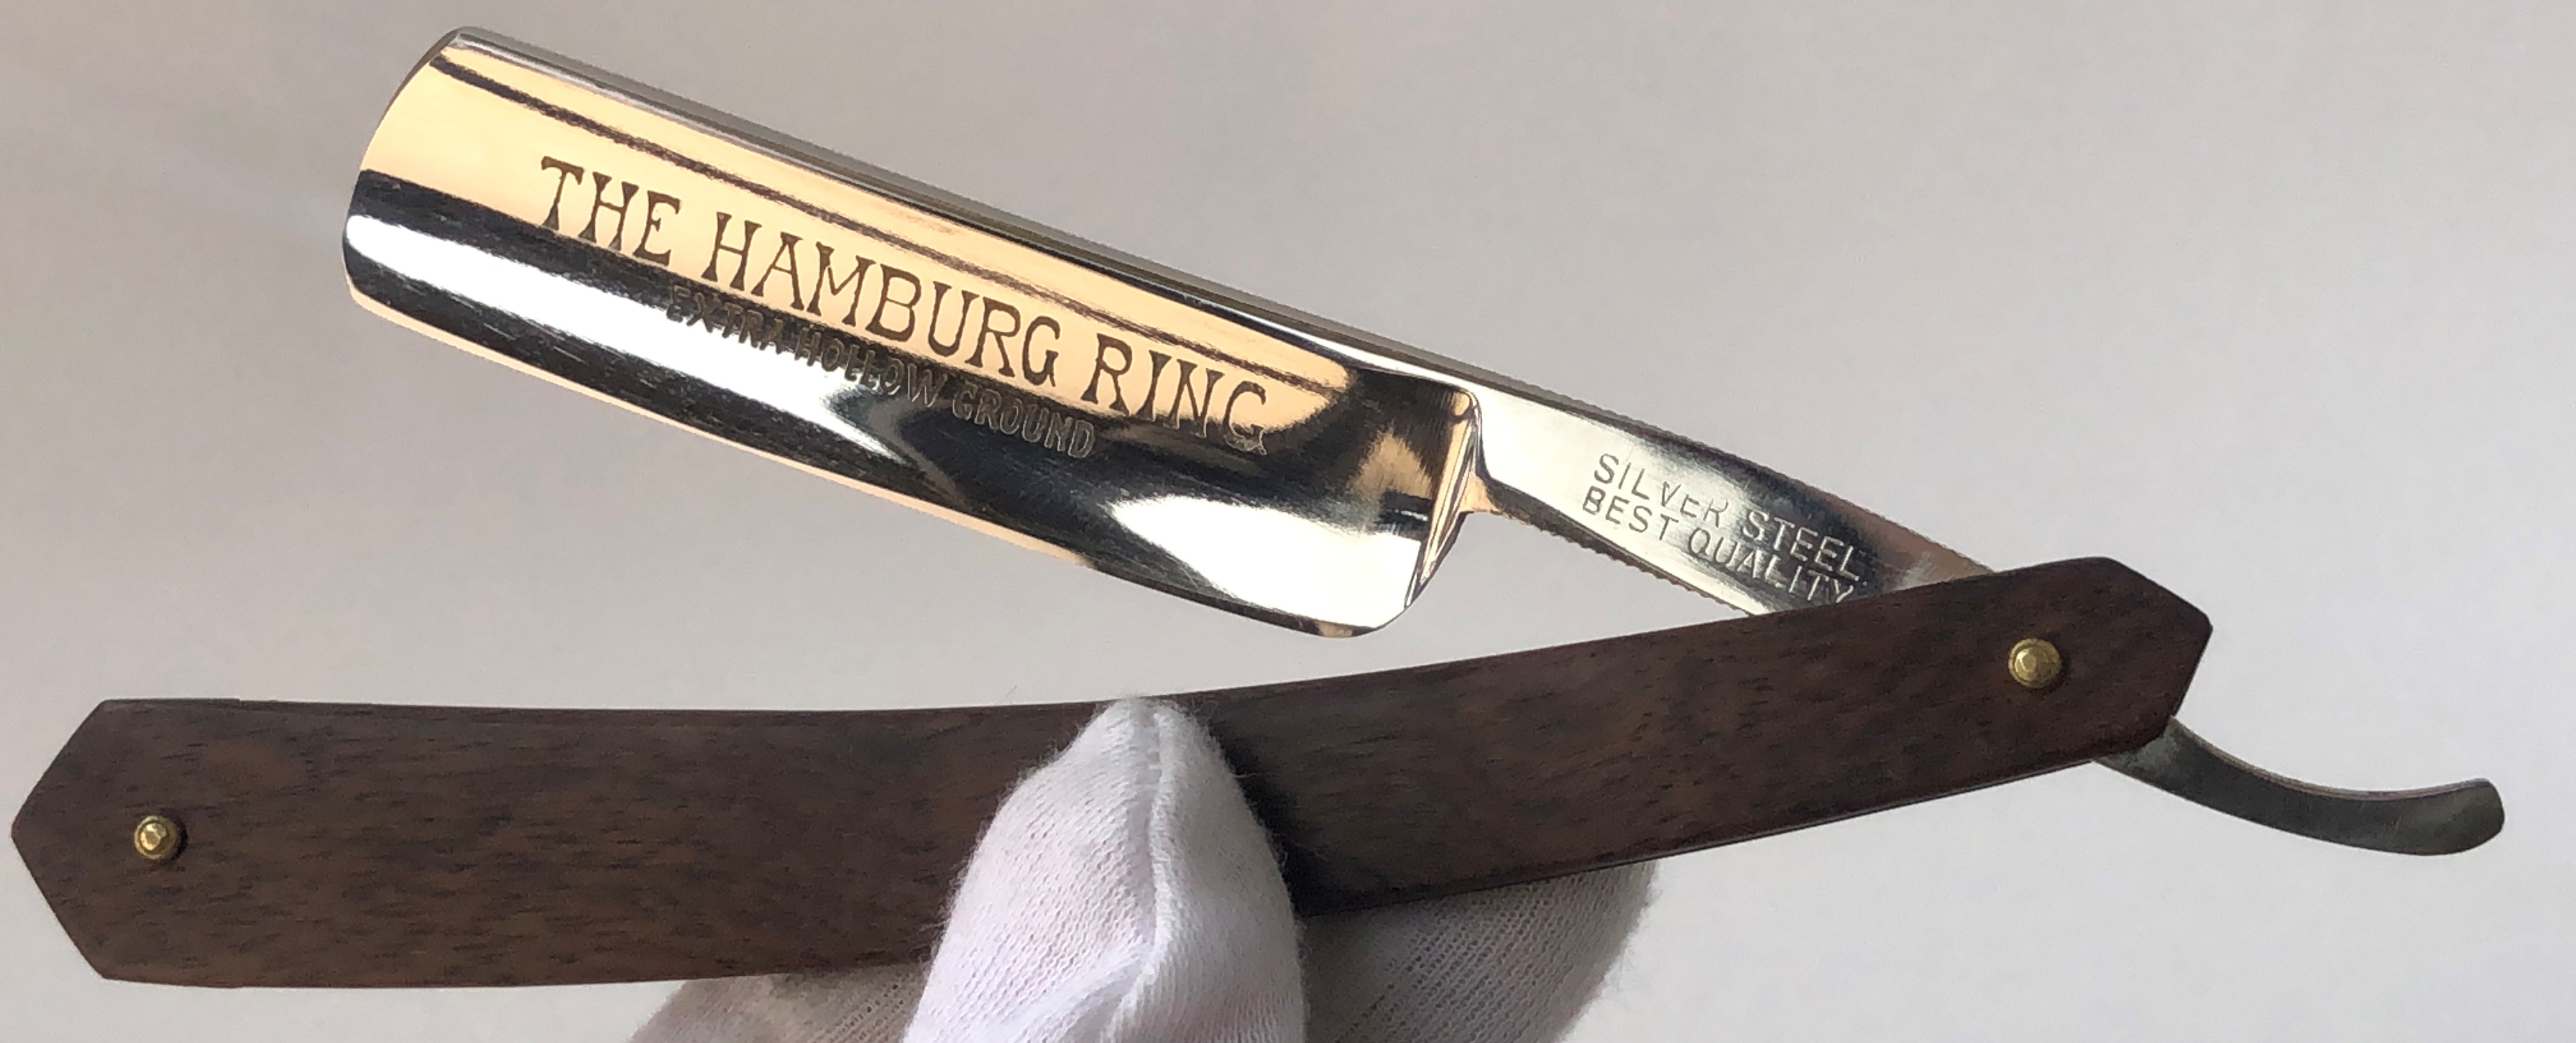 THE HAMBURG RING
EXTRA HOLLOW GROUND
SILVER STEEL
BEST QUALITY